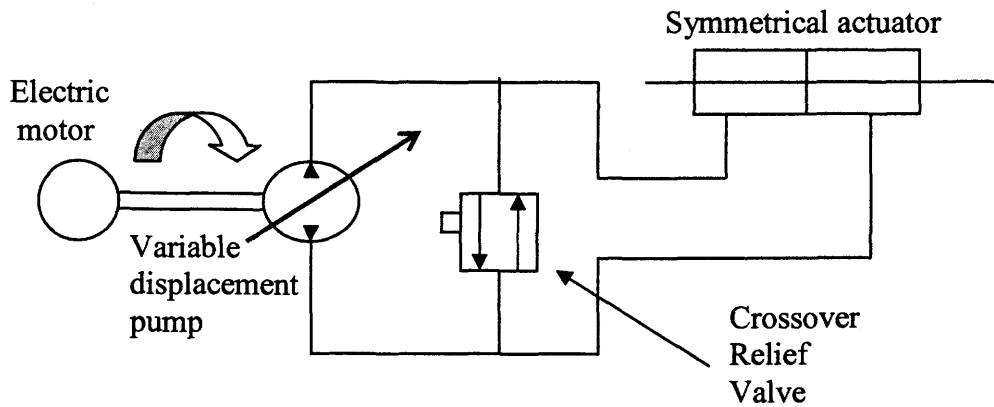 Symmetrical actuator
Electric
motor
Variable
displacement
pump
Crossover
Relief
Valve